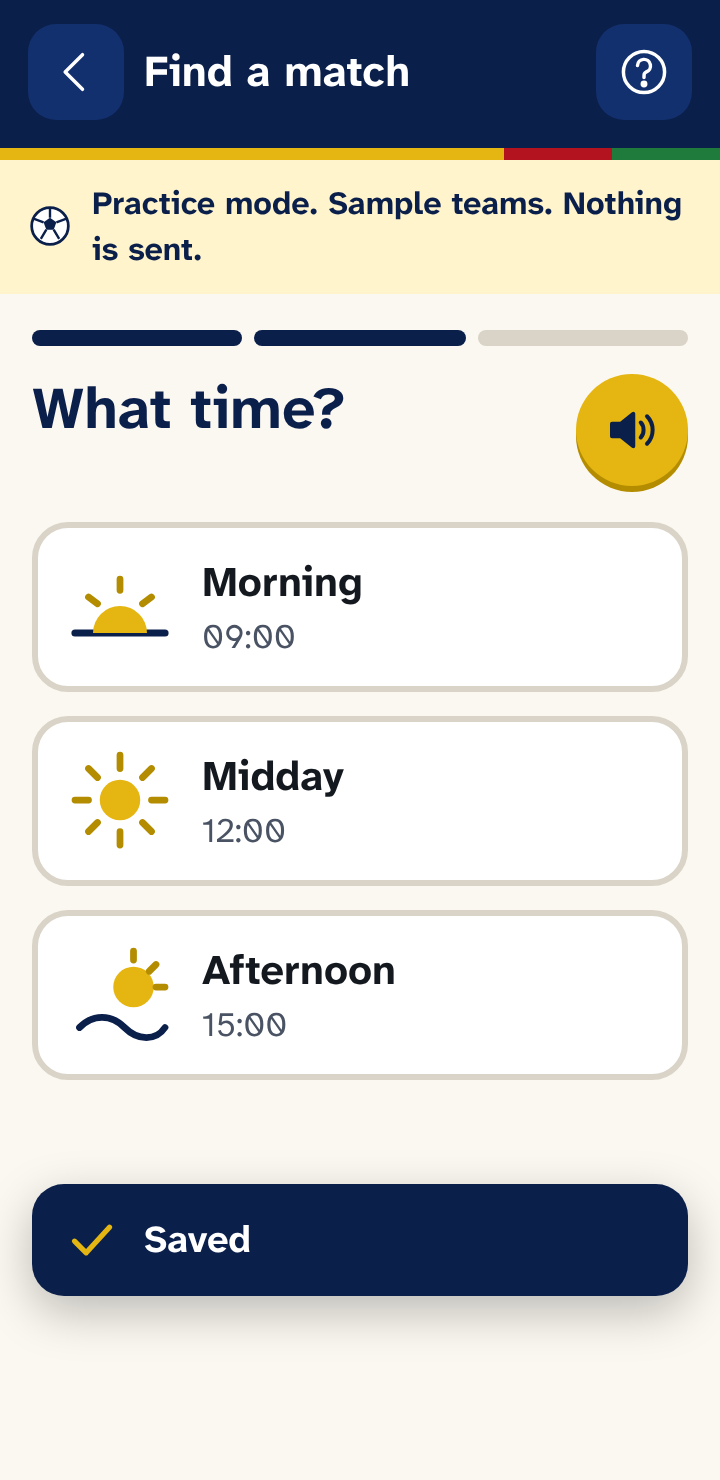 Find a match
Practice mode. Sample teams. Nothing
is sent.
What time?
Morning
09:00
Midday
12:00
Afternoon
15:00
Saved